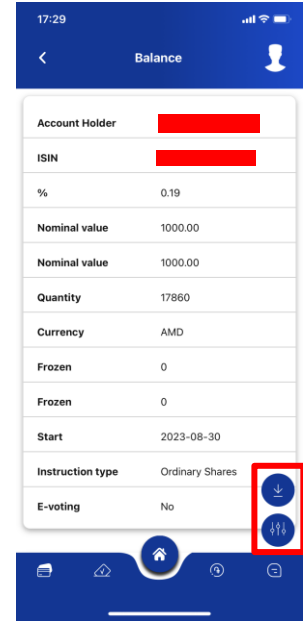 17:29
Balance
Account Holder
ISIN
% 0.19
Nominal value 1000.00
Nominal value 1000.00
Quantity 17860
Currency AMD
Frozen 0
Frozen 0
Start 2023-08-30
Instruction type Ordinary Shares
E-voting No